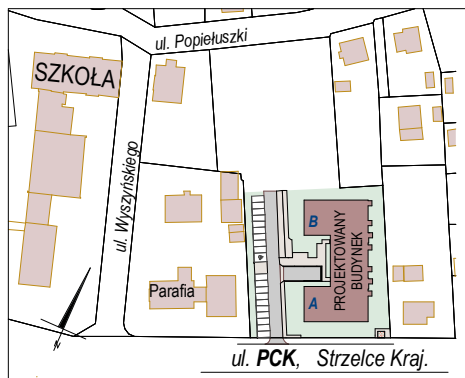 ul. Popiełuszki
SZKOŁA
ul. Wyszyńskiego
B
PROJEKTOWANY
BUDYNEK
A
Parafia
N
ul. PCK, Strzelce Kraj.